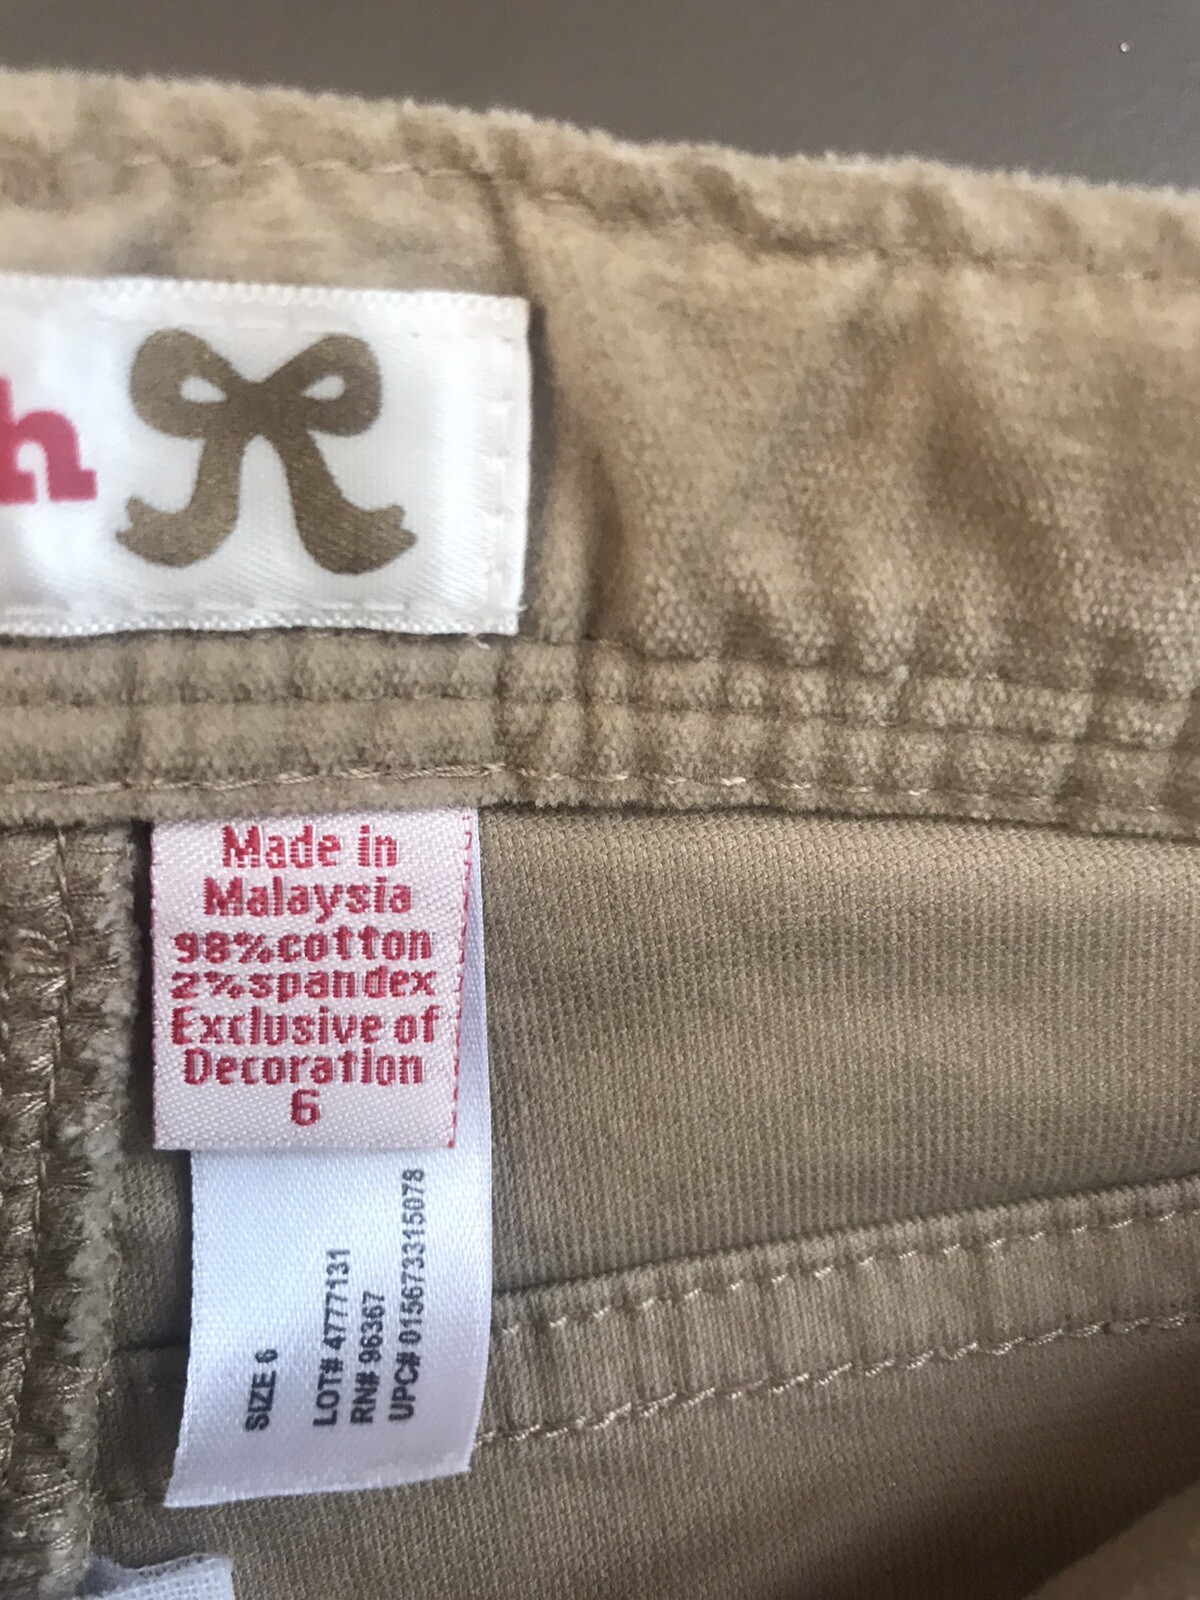 h
Made in
Malaysia
98%cotton
2%spandex
Exclusive of
Decoration
6
SIZE 6
LOT# 4777131
RN# 96367
UPC# 015673315078